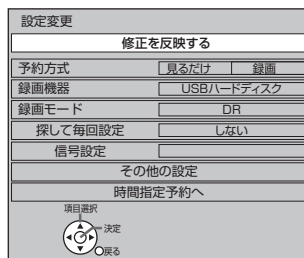 設定変更
修正を反映する
予約方式 見るだけ 録画
録画機器 USBハードディスク
録画モード DR
探して毎回設定 しない
信号設定
その他の設定
時間指定予約へ
項目選択
決定
戻る